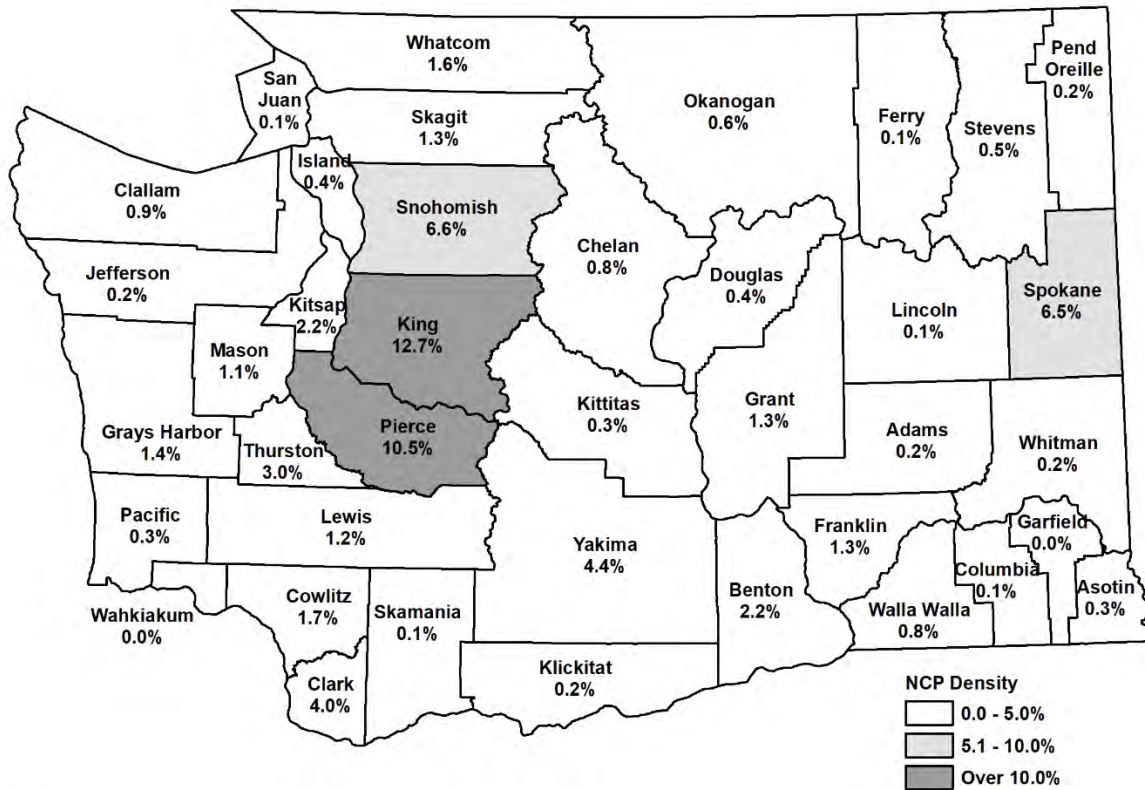 Whatcom
1.6%
San
Juan
0.1%
Skagit
1.3%
Okanogan
0.6%
Ferry
0.1%
Stevens
0.5%
Pend
Oreille
0.2%
Clallam
0.9%
Island
0.4%
Snohomish
6.6%
Chelan
0.8%
Douglas
0.4%
Jefferson
0.2%
Kitsap
2.2%
King
12.7%
Lincoln
0.1%
Spokane
6.5%
Mason
1.1%
Grays Harbor
1.4%
Thurston
3.0%
Pierce
10.5%
Kittitas
0.3%
Grant
1.3%
Adams
0.2%
Whitman
0.2%
Pacific
0.3%
Lewis
1.2%
Yakima
4.4%
Benton
2.2%
Franklin
1.3%
Walla Walla
0.8%
Columbia
0.1%
Garfield
0.0%
Asotin
0.3%
Wahkiakum
0.0%
Cowlitz
1.7%
Skamania
0.1%
Clark
4.0%
Klickitat
0.2%
NCP Density
0.0 - 5.0%
5.1 - 10.0%
Over 10.0%